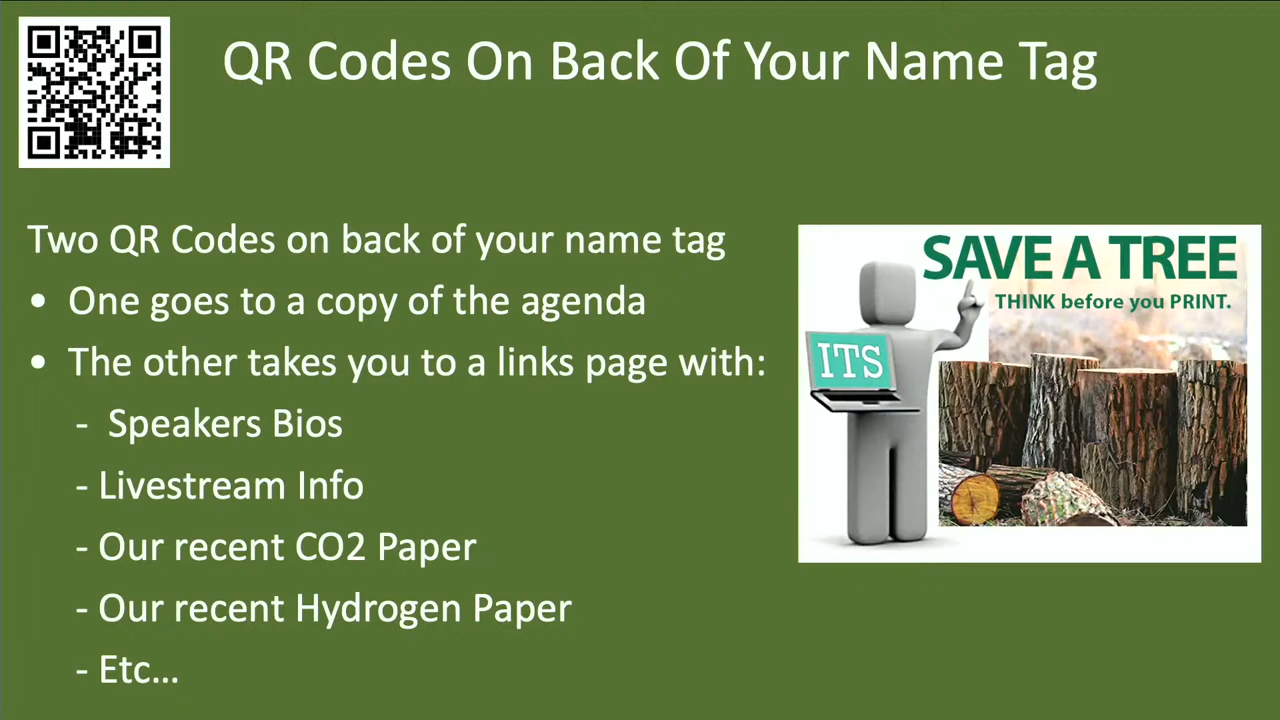 QR Codes On Back Of Your Name Tag
Two QR Codes on back of your name tag
• One goes to a copy of the agenda
• The other takes you to a links page with:
- Speakers Bios
- Livestream Info
- Our recent CO2 Paper
- Our recent Hydrogen Paper
- Etc...
SAVE A TREE
THINK before you PRINT.
ITS